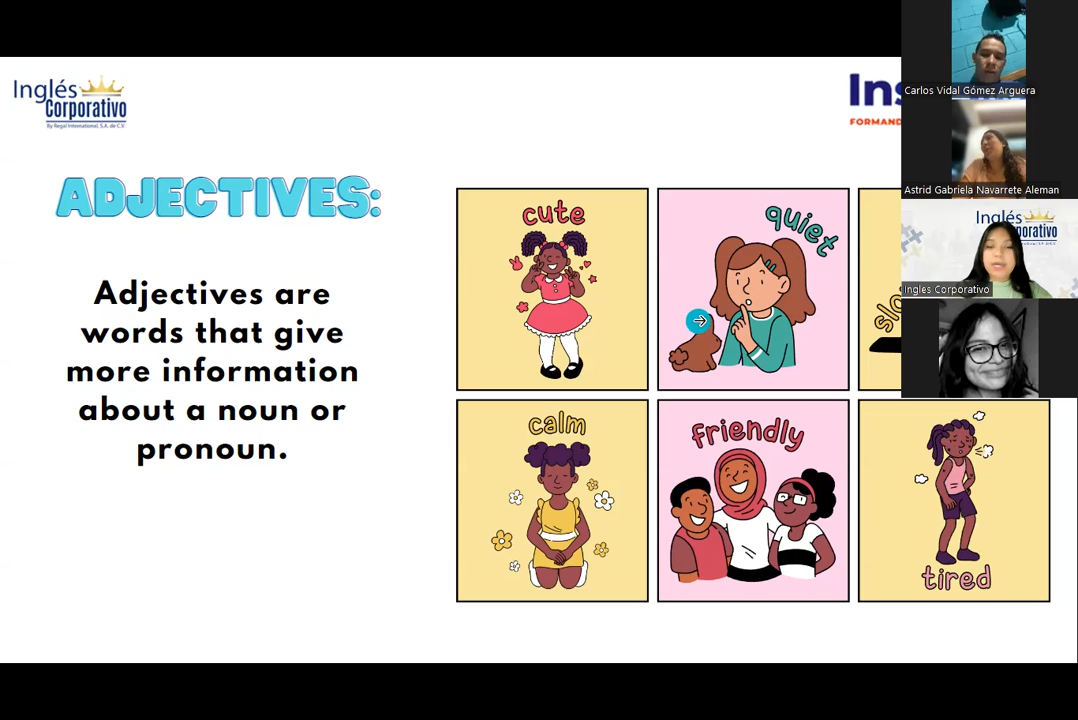 Inglés
Corporativo
By Regal International, S.A. de C.V.
FORMAND
ADJECTIVES:
Adjectives are
words that give
more information
about a noun or
pronoun.
cute
quiet
calm
friendly
tired
Carlos Vidal Gómez Arguera
Astrid Gabriela Navarrete Aleman
Inglés
Ingles Corporativo